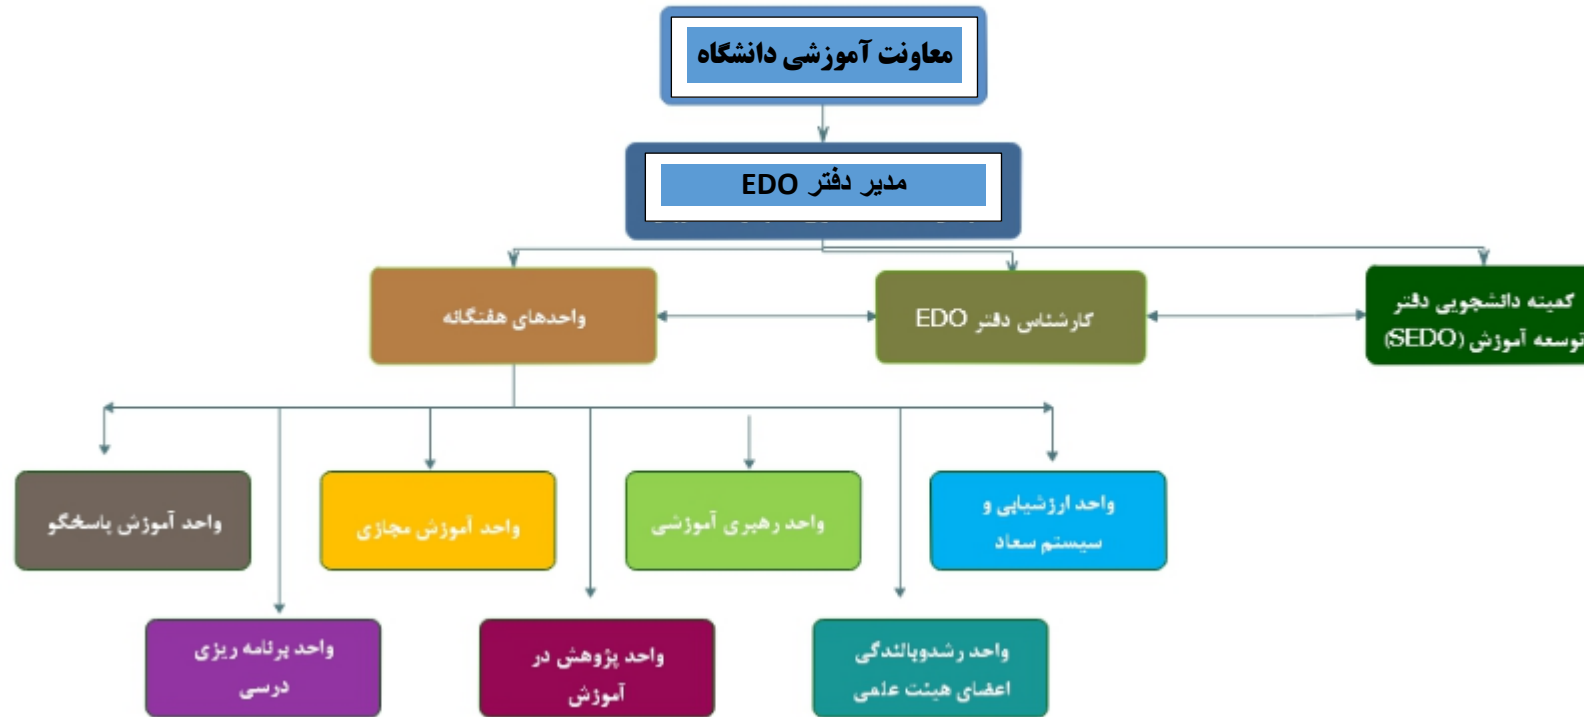 معاونت آموزشی دانشگاه
مدیر دفتر EDO
کمیته دانشجویی دفتر
توسعه آموزش (SEDO)
کارشناس دفتر EDO
واحدهای هفتگانه
واحد ارزشیابی و
سیستم سعاد
واحد رهبری آموزشی
واحد آموزش مجازی
واحد آموزش پاسخگو
واحد رشدوبالندگی
اعضای هیئت علمی
واحد پژوهش در
آموزش
واحد برنامه ریزی
درسی